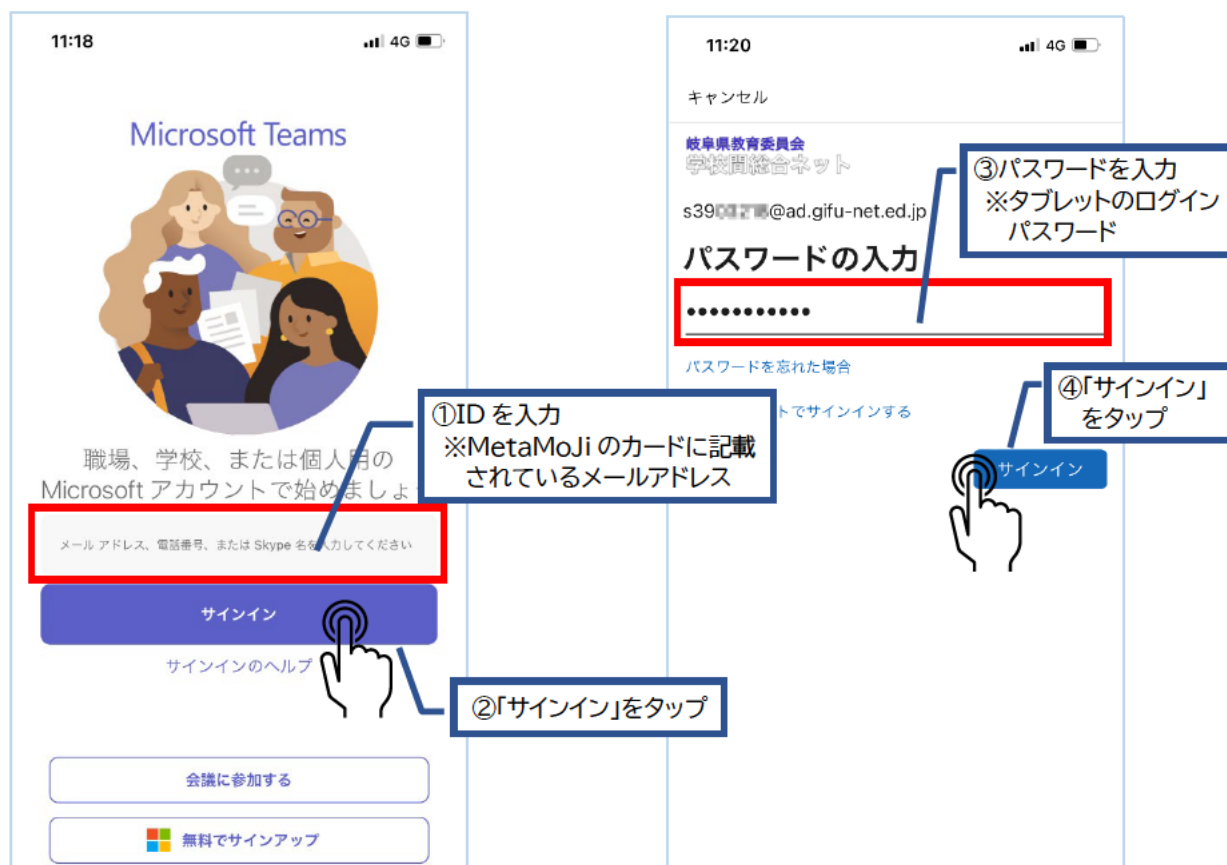 11:18
4G
Microsoft Teams
職場、学校、または個人用の
Microsoft アカウントで始めましょ
メール アドレス、電話番号、または Skype 名を入力してください
サインイン
サインインのヘルプ
会議に参加する
無料でサインアップ
①ID を入力
※MetaMoJi のカードに記載
されているメールアドレス
②「サインイン」をタップ
11:20
4G
キャンセル
岐阜県教育委員会
学校間総合ネット
s39 @ad.gifu-net.ed.jp
パスワードの入力
•••••••••••
パスワードを忘れた場合
トでサインインする
サインイン
③パスワードを入力
※タブレットのログイン
パスワード
④「サインイン」
をタップ